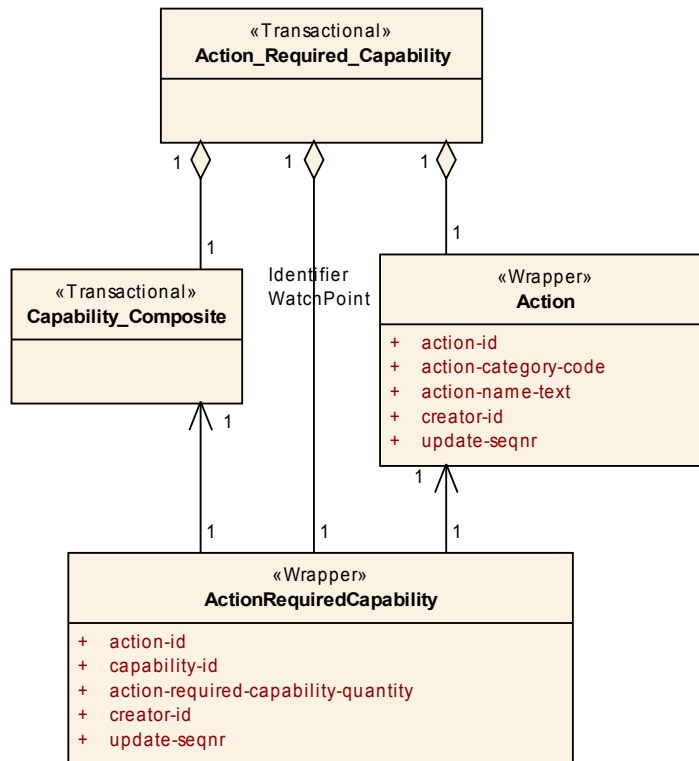 «Transactional»
Action_Required_Capability
1
1
1
1
1
Identifier
WatchPoint
«Transactional»
Capability_Composite
«Wrapper»
Action
+ action-id
+ action-category-code
+ action-name-text
+ creator-id
+ update-seqnr
1
1
1
1
1
«Wrapper»
ActionRequiredCapability
+ action-id
+ capability-id
+ action-required-capability-quantity
+ creator-id
+ update-seqnr